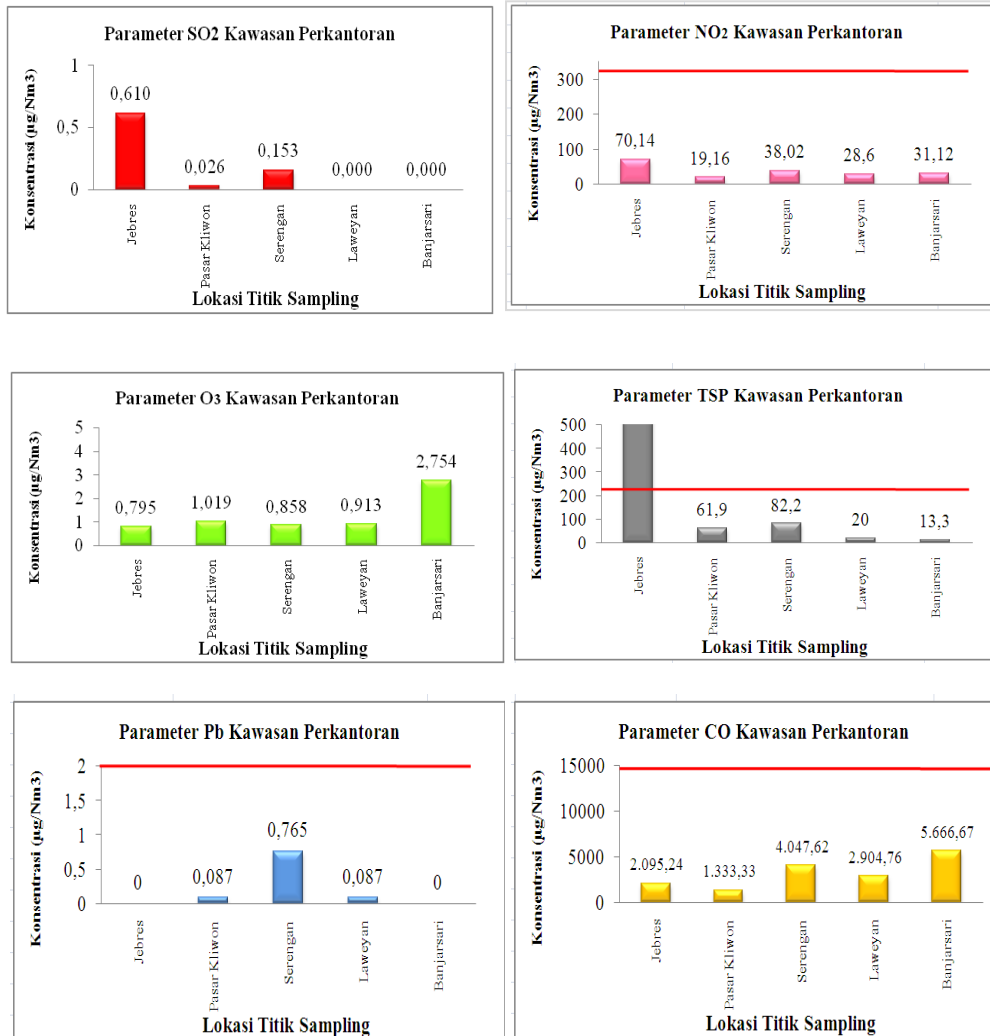 Parameter SO2 Kawasan Perkantoran
Konsentrasi (µg/Nm3)
1
0,5
0
0,610
0,026
0,153
0,000
0,000
Jebres
Pasar Kliwon
Serengan
Laweyan
Banjarsari
Lokasi Titik Sampling
Parameter NO2 Kawasan Perkantoran
Konsentrasi (µg/Nm3)
300
200
100
0
70,14
19,16
38,02
28,6
31,12
Jebres
Pasar Kliwon
Serengan
Laweyan
Banjarsari
Lokasi Titik Sampling
Parameter O3 Kawasan Perkantoran
Konsentrasi (µg/Nm3)
5
4
3
2
1
0
0,795
1,019
0,858
0,913
2,754
Jebres
Pasar Kliwon
Serengan
Laweyan
Banjarsari
Lokasi Titik Sampling
Parameter TSP Kawasan Perkantoran
Konsentrasi (µg/Nm3)
500
400
300
200
100
0
61,9
82,2
20
13,3
Jebres
Pasar Kliwon
Serengan
Laweyan
Banjarsari
Lokasi Titik Sampling
Parameter Pb Kawasan Perkantoran
Konsentrasi (µg/Nm3)
2
1,5
1
0,5
0
0
0,087
0,765
0,087
0
Jebres
Pasar Kliwon
Serengan
Laweyan
Banjarsari
Lokasi Titik Sampling
Parameter CO Kawasan Perkantoran
Konsentrasi (µg/Nm3)
15000
10000
5000
0
2.095,24
1.333,33
4.047,62
2.904,76
5.666,67
Jebres
Pasar Kliwon
Serengan
Laweyan
Banjarsari
Lokasi Titik Sampling